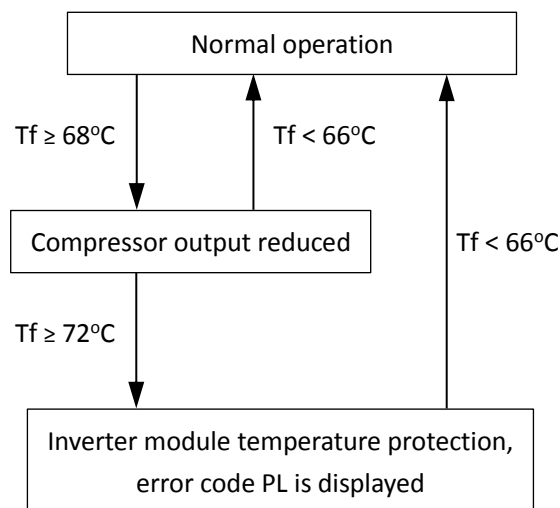 Normal operation
Tf ≥ 68°C
Tf < 66°C
Compressor output reduced
Tf < 66°C
Tf ≥ 72°C
Inverter module temperature protection,
error code PL is displayed